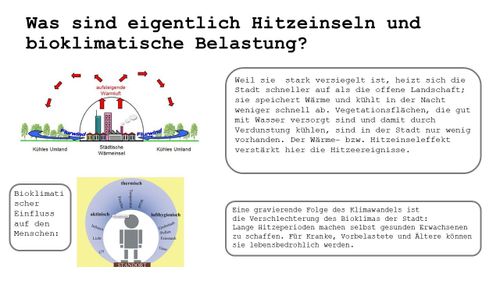 Was sind eigentlich Hitzeinseln und
bioklimatische Belastung?
aufsteigende
Warmluft
Flurwind
Flurwind
Kühles Umland
Städtische
Wärmeinsel
Kühles Umland
Weil sie stark versiegelt ist, heizt sich die
Stadt schneller auf als die offene Landschaft;
sie speichert Wärme und kühlt in der Nacht
weniger schnell ab. Vegetationsflächen, die gut
mit Wasser versorgt sind und damit durch
Verdunstung kühlen, sind in der Stadt nur wenig
vorhanden. Der Wärme- bzw. Hitzeinseleffekt
verstärkt hier die Hitzeereignisse.
Bioklimati
scher
Einfluss
auf den
Menschen:
thermisch
aktinisch
lufthygienisch
STANDORT
Eine gravierende Folge des Klimawandels ist
die Verschlechterung des Bioklimas der Stadt:
Lange Hitzeperioden machen selbst gesunden Erwachsenen
zu schaffen. Für Kranke, Vorbelastete und Ältere können
sie lebensbedrohlich werden.